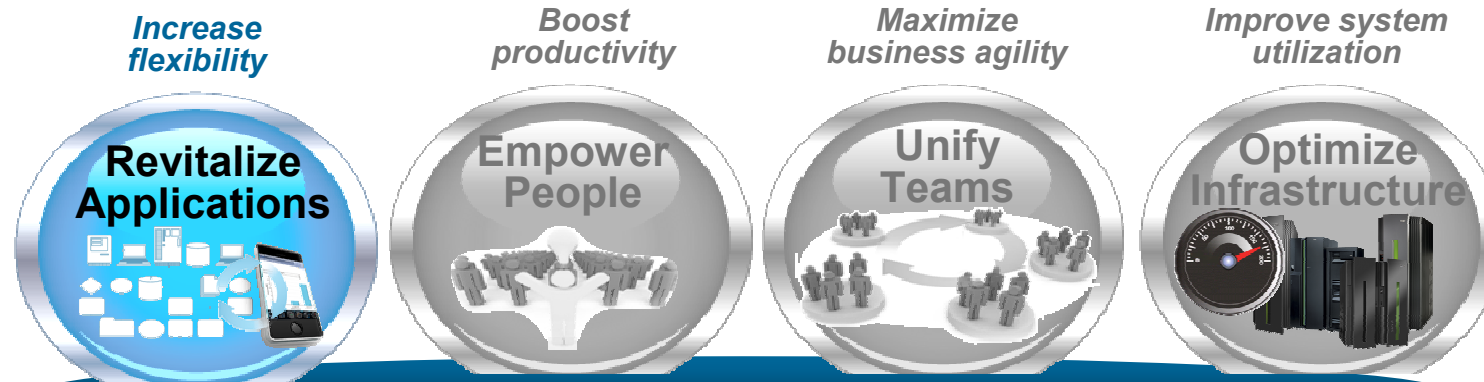 Increase
flexibility
Boost
productivity
Maximize
business agility
Improve system
utilization
Revitalize
Applications
Empower
People
Unify
Teams
Optimize
Infrastructure